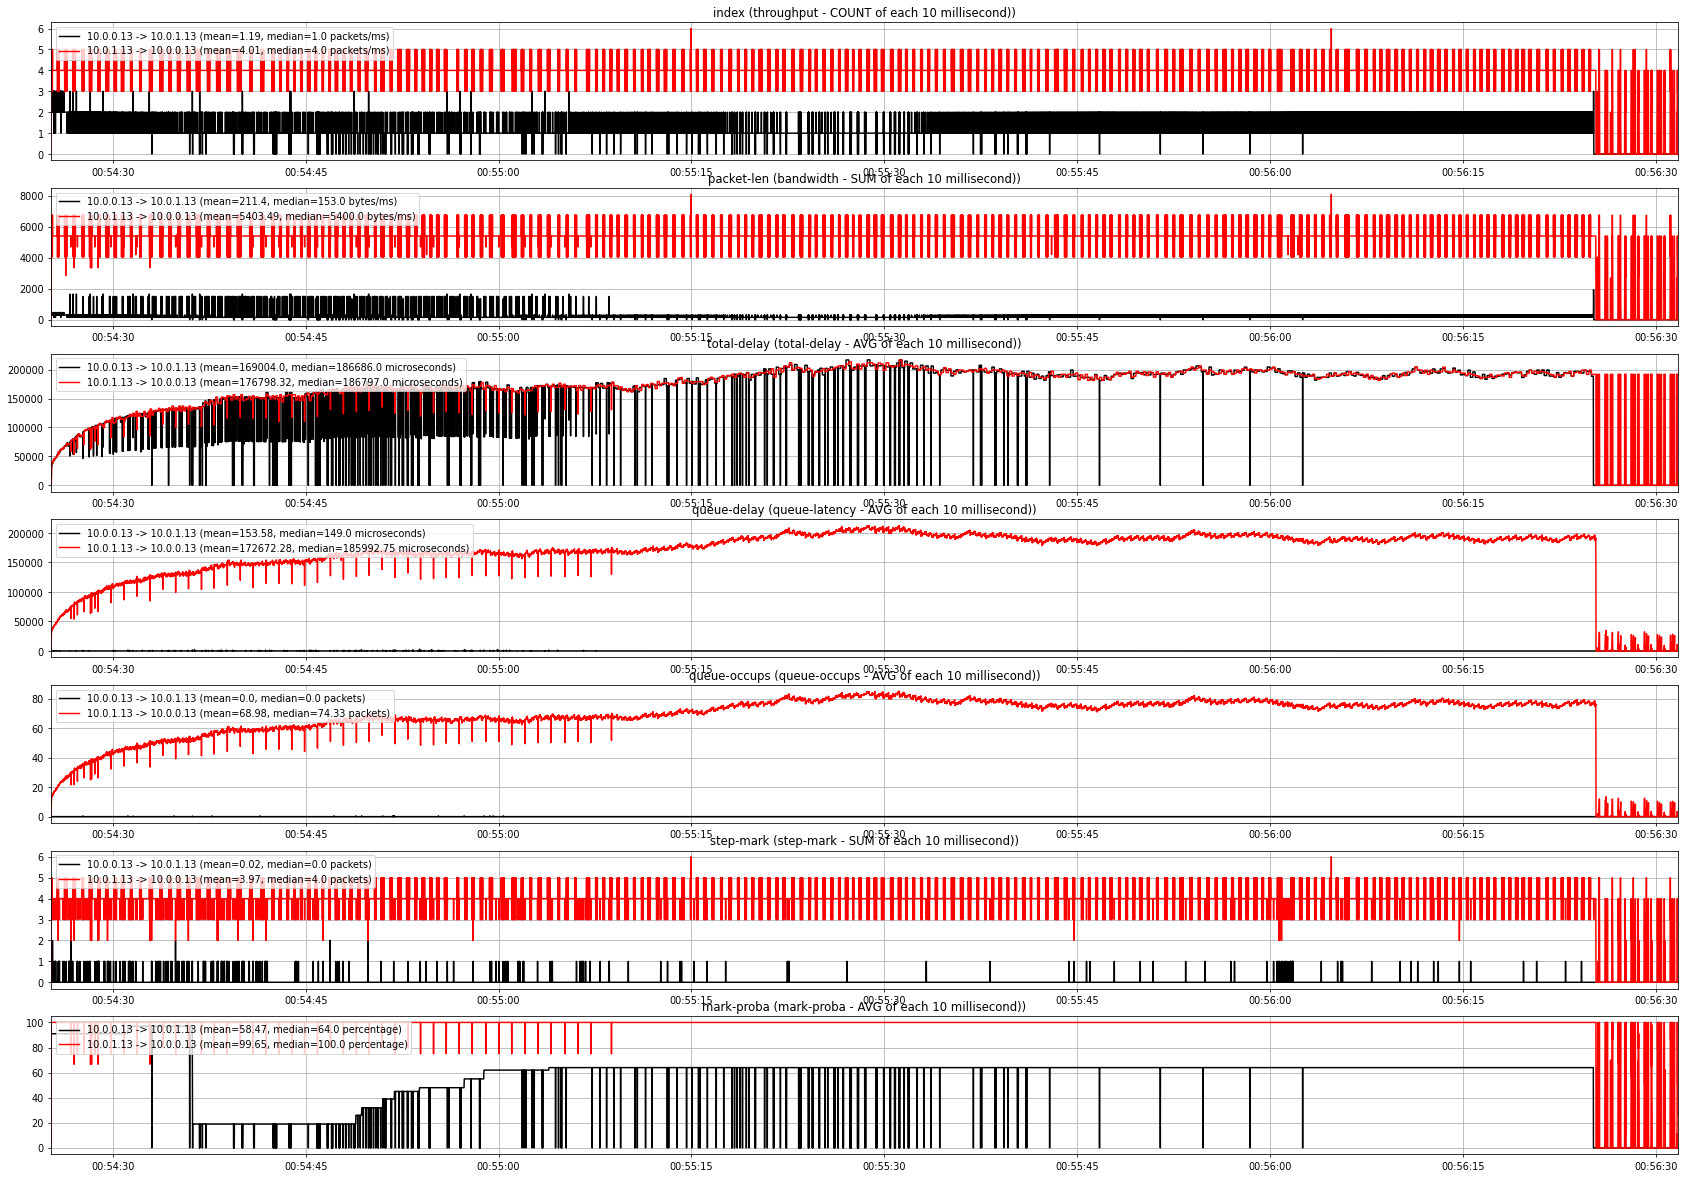 index (throughput - COUNT of each 10 millisecond))
6
5
4
3
2
1
0
10.0.0.13 -> 10.0.1.13 (mean=1.19, median=1.0 packets/ms)
10.0.1.13 -> 10.0.0.13 (mean=4.01, median=4.0 packets/ms)
00:54:30 00:54:45 00:55:00 00:55:15 00:55:30 00:55:45 00:56:00 00:56:15 00:56:30
packet-len (bandwidth - SUM of each 10 millisecond))
8000
6000
4000
2000
0
10.0.0.13 -> 10.0.1.13 (mean=211.4, median=153.0 bytes/ms)
10.0.1.13 -> 10.0.0.13 (mean=5403.49, median=5400.0 bytes/ms)
00:54:30 00:54:45 00:55:00 00:55:15 00:55:30 00:55:45 00:56:00 00:56:15 00:56:30
total-delay (total-delay - AVG of each 10 millisecond))
200000
150000
100000
50000
0
10.0.0.13 -> 10.0.1.13 (mean=169004.0, median=186686.0 microseconds)
10.0.1.13 -> 10.0.0.13 (mean=176798.32, median=186797.0 microseconds)
00:54:30 00:54:45 00:55:00 00:55:15 00:55:30 00:55:45 00:56:00 00:56:15 00:56:30
queue-delay (queue-latency - AVG of each 10 millisecond))
200000
150000
100000
50000
0
10.0.0.13 -> 10.0.1.13 (mean=153.58, median=149.0 microseconds)
10.0.1.13 -> 10.0.0.13 (mean=172672.28, median=185992.75 microseconds)
00:54:30 00:54:45 00:55:00 00:55:15 00:55:30 00:55:45 00:56:00 00:56:15 00:56:30
queue-occups (queue-occups - AVG of each 10 millisecond))
80
60
40
20
0
10.0.0.13 -> 10.0.1.13 (mean=0.0, median=0.0 packets)
10.0.1.13 -> 10.0.0.13 (mean=68.98, median=74.33 packets)
00:54:30 00:54:45 00:55:00 00:55:15 00:55:30 00:55:45 00:56:00 00:56:15 00:56:30
step-mark (step-mark - SUM of each 10 millisecond))
6
5
4
3
2
1
0
10.0.0.13 -> 10.0.1.13 (mean=0.02, median=0.0 packets)
10.0.1.13 -> 10.0.0.13 (mean=3.97, median=4.0 packets)
00:54:30 00:54:45 00:55:00 00:55:15 00:55:30 00:55:45 00:56:00 00:56:15 00:56:30
mark-proba (mark-proba - AVG of each 10 millisecond))
100
80
60
40
20
0
10.0.0.13 -> 10.0.1.13 (mean=58.47, median=64.0 percentage)
10.0.1.13 -> 10.0.0.13 (mean=99.65, median=100.0 percentage)
00:54:30 00:54:45 00:55:00 00:55:15 00:55:30 00:55:45 00:56:00 00:56:15 00:56:30